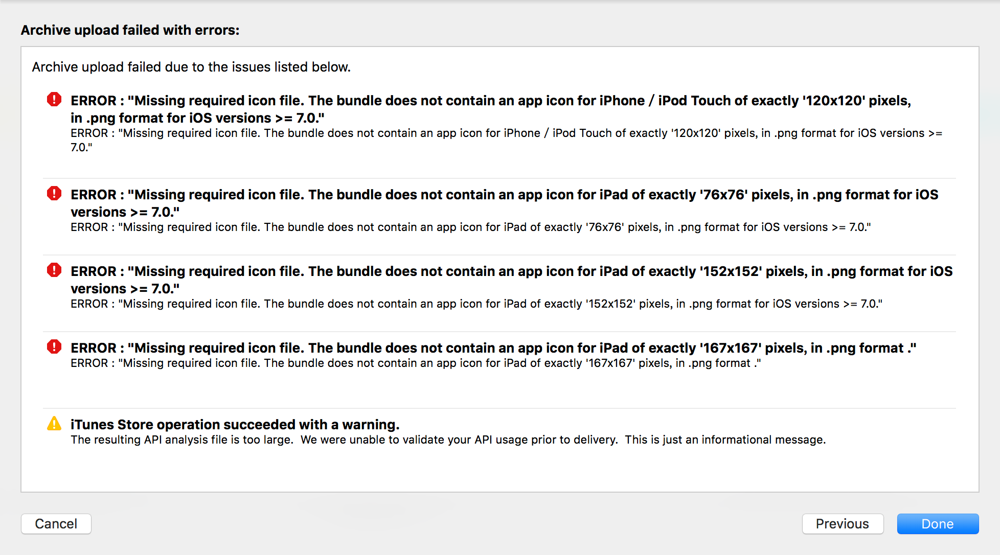 Archive upload failed with errors:
Archive upload failed due to the issues listed below.
ERROR : "Missing required icon file. The bundle does not contain an app icon for iPhone / iPod Touch of exactly '120x120' pixels,
in .png format for iOS versions >= 7.0."
ERROR : "Missing required icon file. The bundle does not contain an app icon for iPhone / iPod Touch of exactly '120x120' pixels, in .png format for iOS versions >=
7.0."
ERROR : "Missing required icon file. The bundle does not contain an app icon for iPad of exactly '76x76' pixels, in .png format for iOS
versions >= 7.0."
ERROR : "Missing required icon file. The bundle does not contain an app icon for iPad of exactly '76x76' pixels, in .png format for iOS versions >= 7.0."
ERROR : "Missing required icon file. The bundle does not contain an app icon for iPad of exactly '152x152' pixels, in .png format for iOS
versions >= 7.0."
ERROR : "Missing required icon file. The bundle does not contain an app icon for iPad of exactly '152x152' pixels, in .png format for iOS versions >= 7.0."
ERROR : "Missing required icon file. The bundle does not contain an app icon for iPad of exactly '167x167' pixels, in .png format ."
ERROR : "Missing required icon file. The bundle does not contain an app icon for iPad of exactly '167x167' pixels, in .png format ."
iTunes Store operation succeeded with a warning.
The resulting API analysis file is too large.  We were unable to validate your API usage prior to delivery.  This is just an informational message.
Cancel
Previous
Done